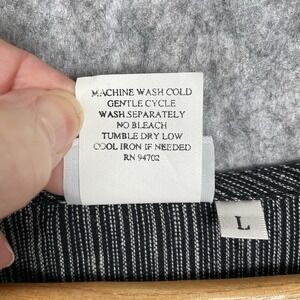 MACHINE WASH COLD
GENTLE CYCLE
WASH SEPARATELY
NO BLEACH
TUMBLE DRY LOW
COOL IRON IF NEEDED
RN 94702
L